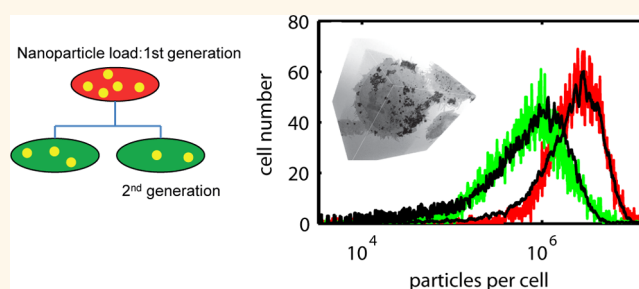 Nanoparticle load:1st generation
2nd generation
cell number
80
60
40
20
0
10^4
10^6
particles per cell